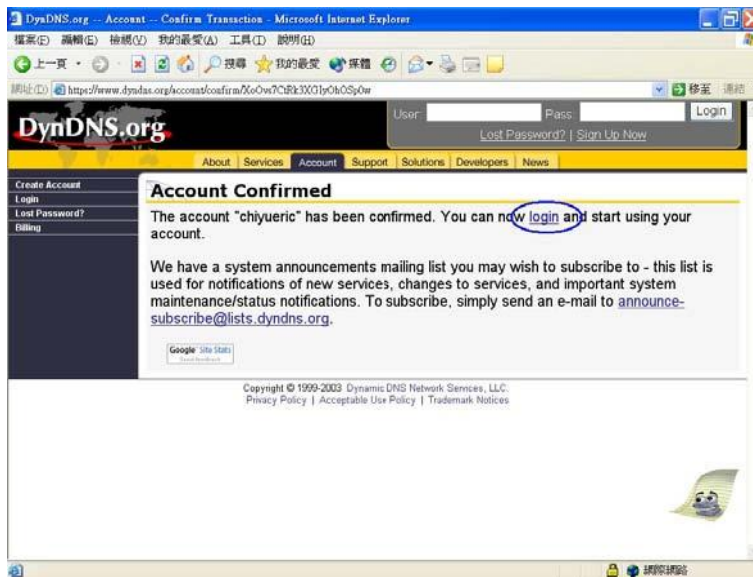 DynDNS.org -- Account -- Confirm Transaction - Microsoft Internet Explorer
檔案(F) 編輯(E) 檢視(V) 我的最愛(A) 工具(T) 說明(H)
上一頁 搜尋 我的最愛 媒體
網址(D) https://www.dyndns.org/account/confirm/ 移至 連結
DynDNS.org
User: Pass: Login
Lost Password? | Sign Up Now
About Services Account Support Solutions Developers News
Create Account
Login
Lost Password?
Billing
Account Confirmed
The account "chiyueric" has been confirmed. You can now login and start using your
account.
We have a system announcements mailing list you may wish to subscribe to - this list is
used for notifications of new services, changes to services, and important system
maintenance/status notifications. To subscribe, simply send an e-mail to announce-
subscribe@lists.dyndns.org.
Google Site Stats
Copyright © 1999-2003 Dynamic DNS Network Services, LLC.
Privacy Policy | Acceptable Use Policy | Trademark Notices
網際網路